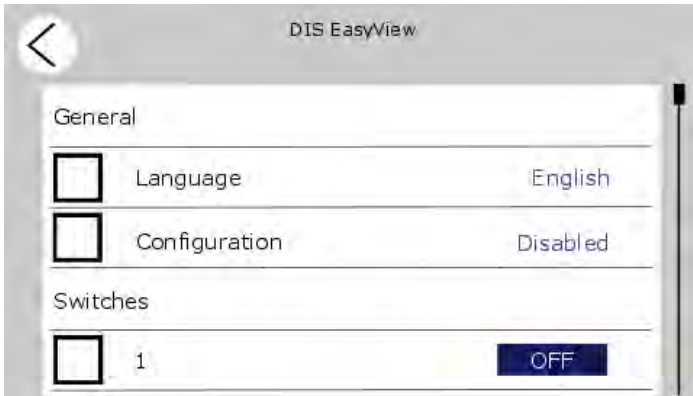 DIS EasyView
General
Language English
Configuration Disabled
Switches
1 OFF